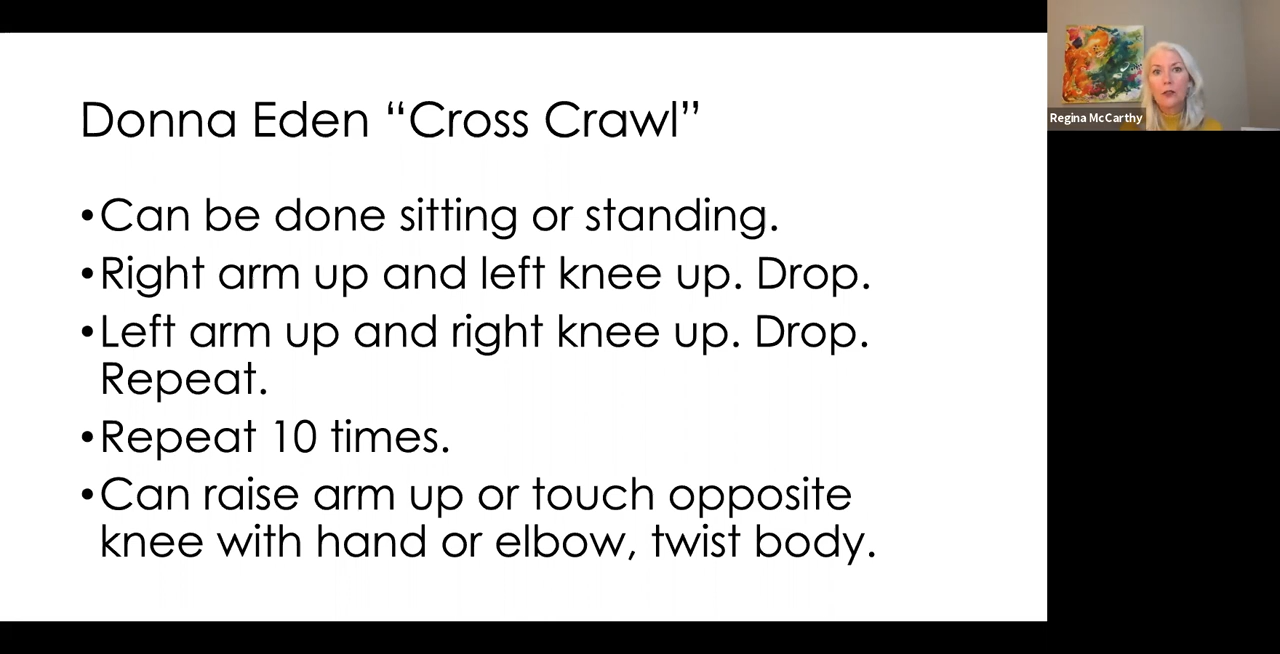 Donna Eden “Cross Crawl”
•Can be done sitting or standing.
•Right arm up and left knee up. Drop.
•Left arm up and right knee up. Drop.
Repeat.
•Repeat 10 times.
•Can raise arm up or touch opposite
knee with hand or elbow, twist body.
Regina McCarthy